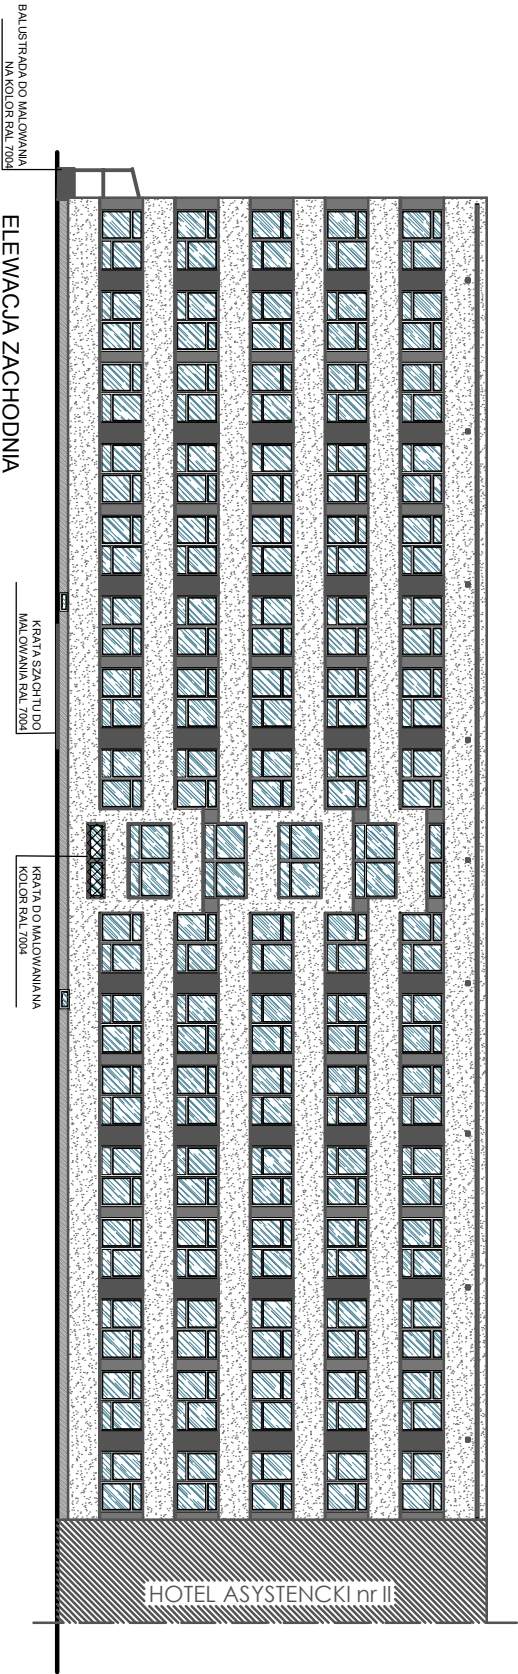 BALUSTRADA DO MALOWANIA
NA KOLOR RAL 7004
ELEWACJA ZACHODNIA
KRATA SZACHTU DO
MALOWANIA RAL 7004
KRATA DO MALOWANIA NA
KOLOR RAL 7004
HOTEL ASYSTENCKI nr II